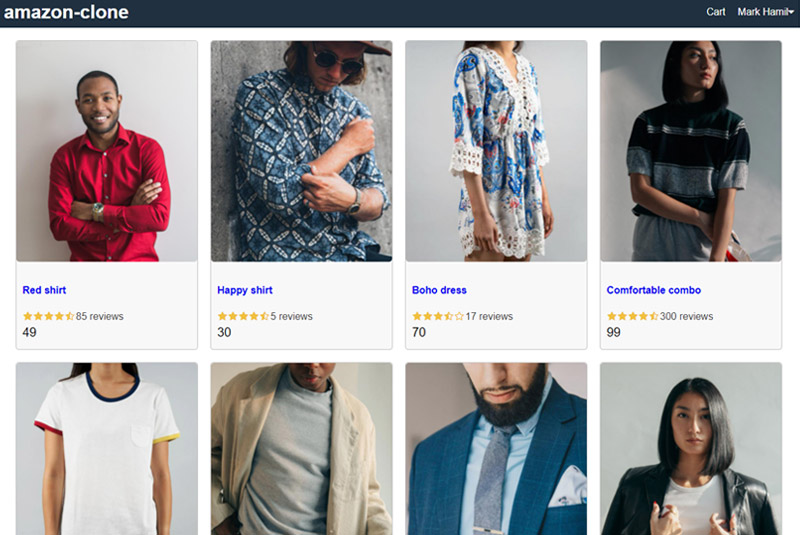 amazon-clone
Cart Mark Hamil
Red shirt
85 reviews
49
Happy shirt
5 reviews
30
Boho dress
17 reviews
70
Comfortable combo
300 reviews
99